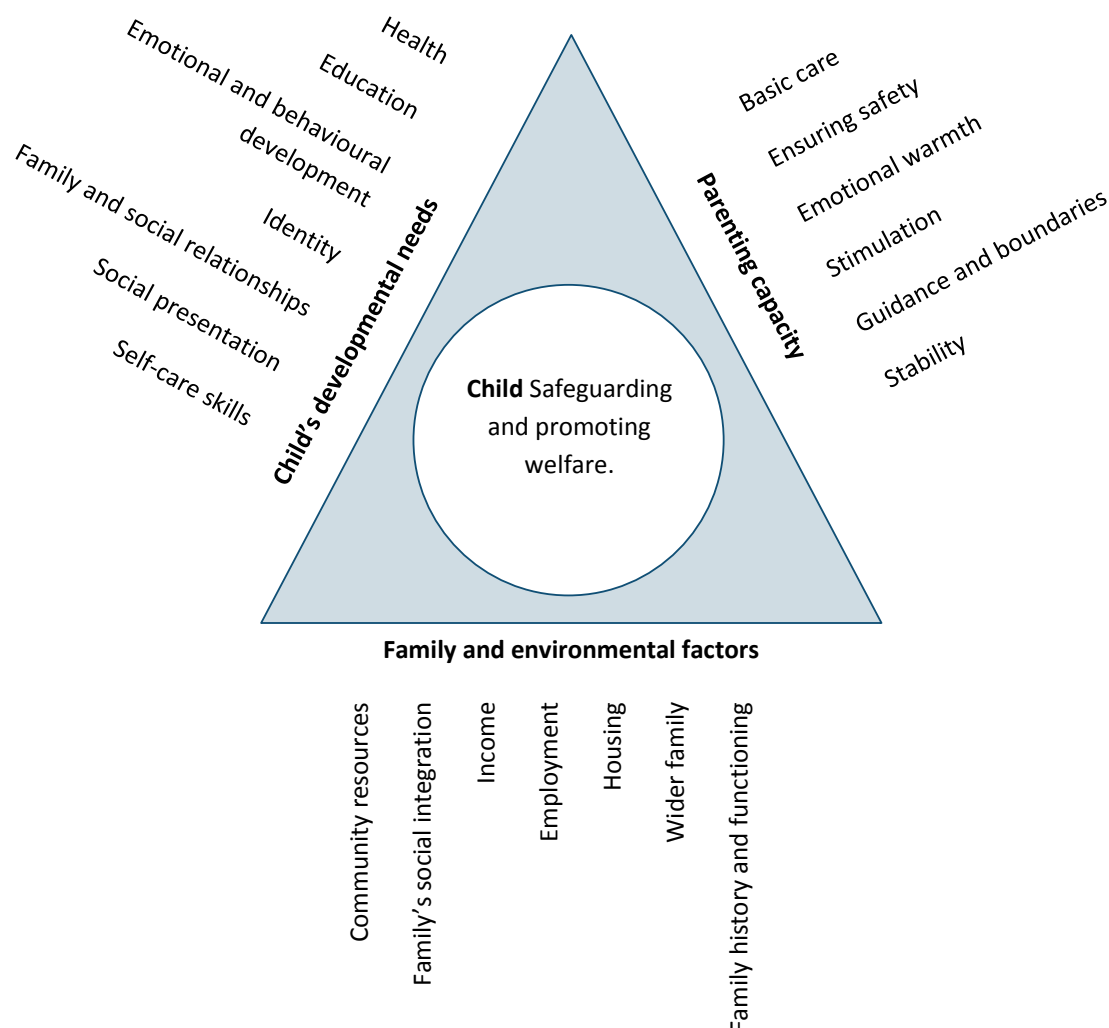 Health
Education
Emotional and behavioural
development
Identity
Family and social relationships
Social presentation
Self-care skills
Child’s developmental needs
Basic care
Ensuring safety
Emotional warmth
Stimulation
Guidance and boundaries
Stability
Parenting capacity
Child Safeguarding
and promoting
welfare.
Family and environmental factors
Community resources
Family’s social integration
Income
Employment
Housing
Wider family
Family history and functioning